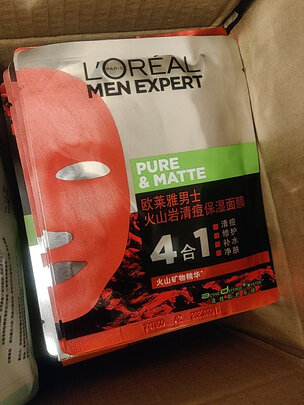 L'ORÉAL
PARIS
MEN EXPERT
PURE
& MATTE
欧莱雅男士
火山岩清痘保湿面膜
4合1
清痘
修护
补水
净肤
火山矿物精华